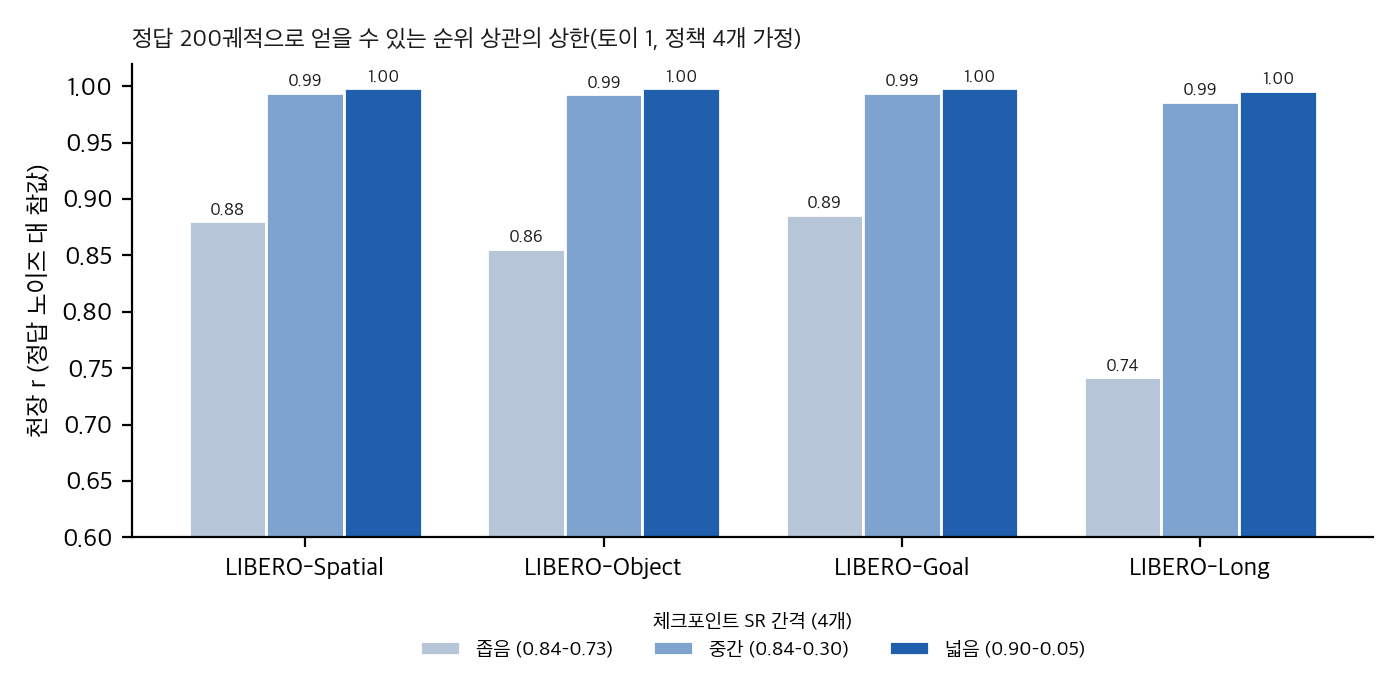 정답 200궤적으로 얻을 수 있는 순위 상관의 상한(토이 1, 정책 4개 가정)
천장 r (정답 노이즈 대 참값)
1.00
0.95
0.90
0.85
0.80
0.75
0.70
0.65
0.60
0.88
0.99
1.00
0.86
0.99
1.00
0.89
0.99
1.00
0.74
0.99
1.00
LIBERO-Spatial
LIBERO-Object
LIBERO-Goal
LIBERO-Long
체크포인트 SR 간격 (4개)
좁음 (0.84-0.73)
중간 (0.84-0.30)
넓음 (0.90-0.05)